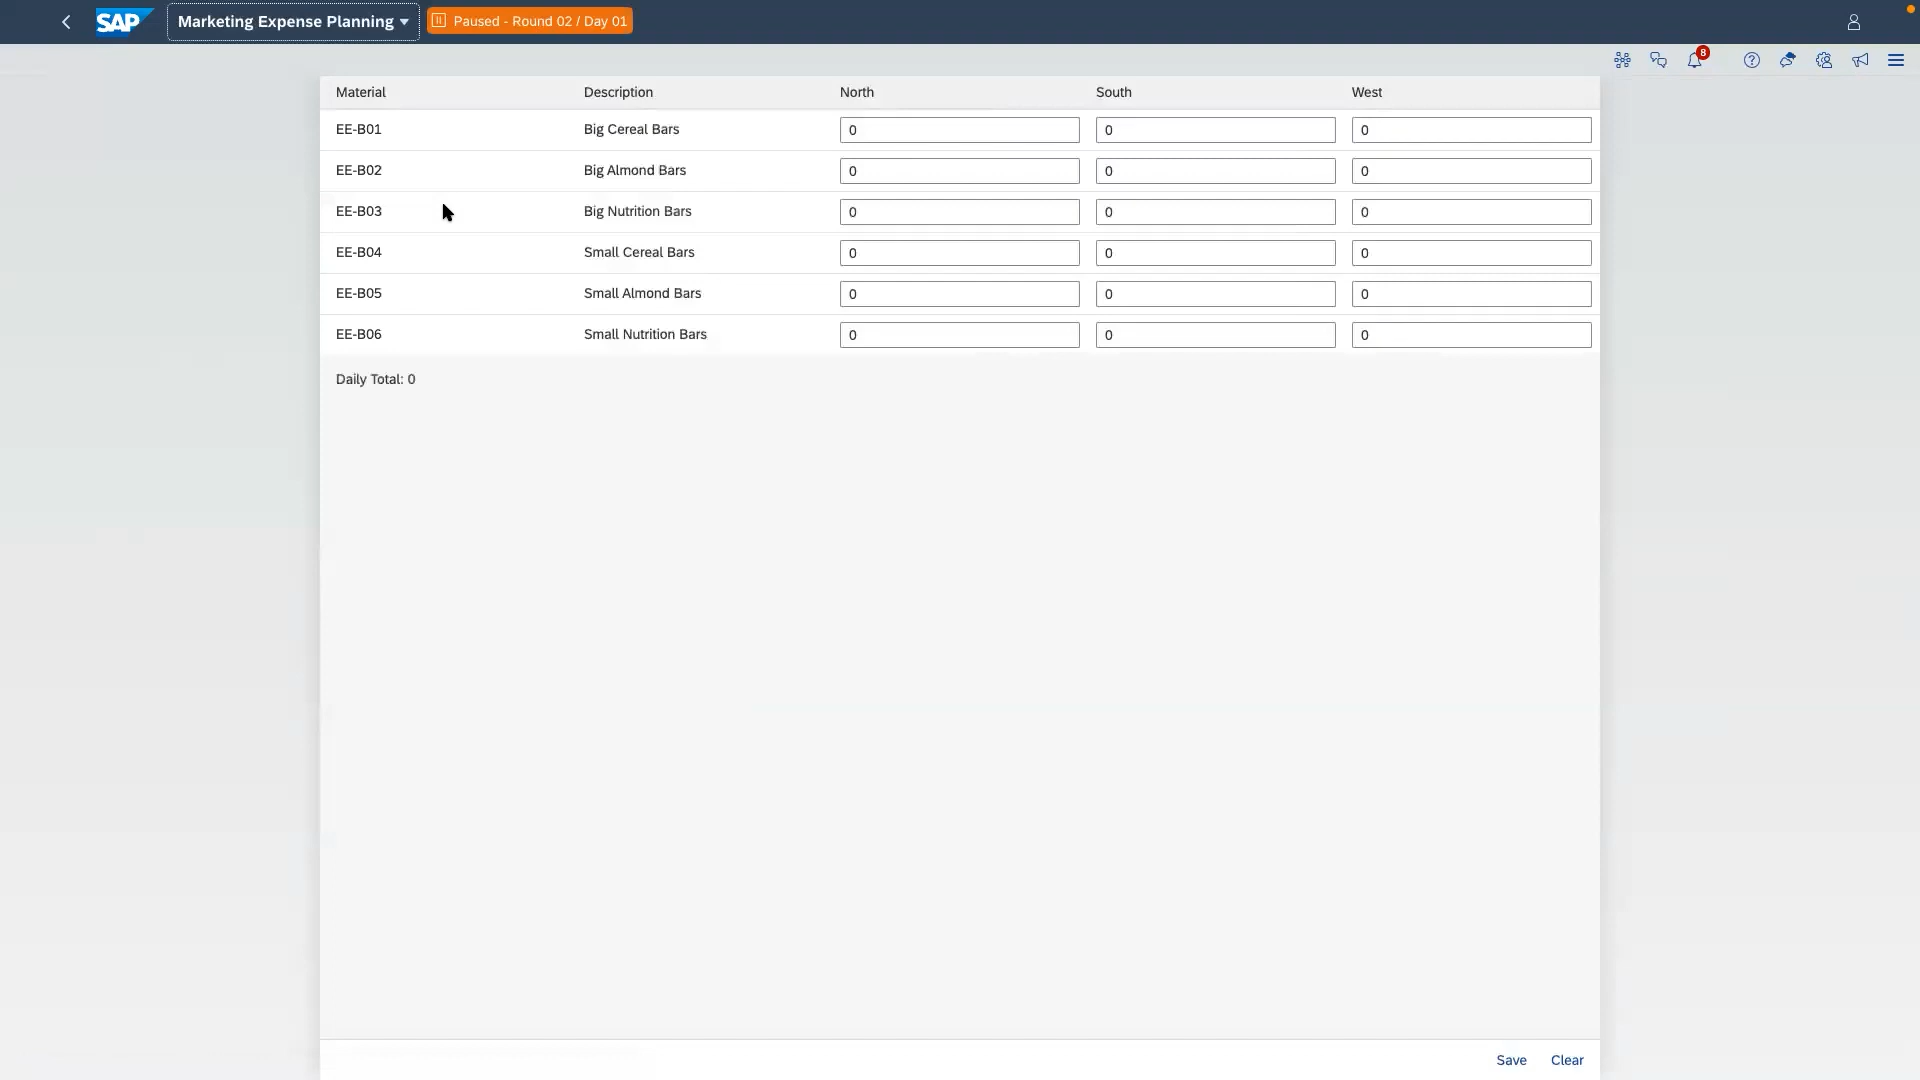 SAP Marketing Expense Planning Paused - Round 02 / Day 01
8
Material Description North South West
EE-B01 Big Cereal Bars 0 0 0
EE-B02 Big Almond Bars 0 0 0
EE-B03 Big Nutrition Bars 0 0 0
EE-B04 Small Cereal Bars 0 0 0
EE-B05 Small Almond Bars 0 0 0
EE-B06 Small Nutrition Bars 0 0 0
Daily Total: 0
Save Clear